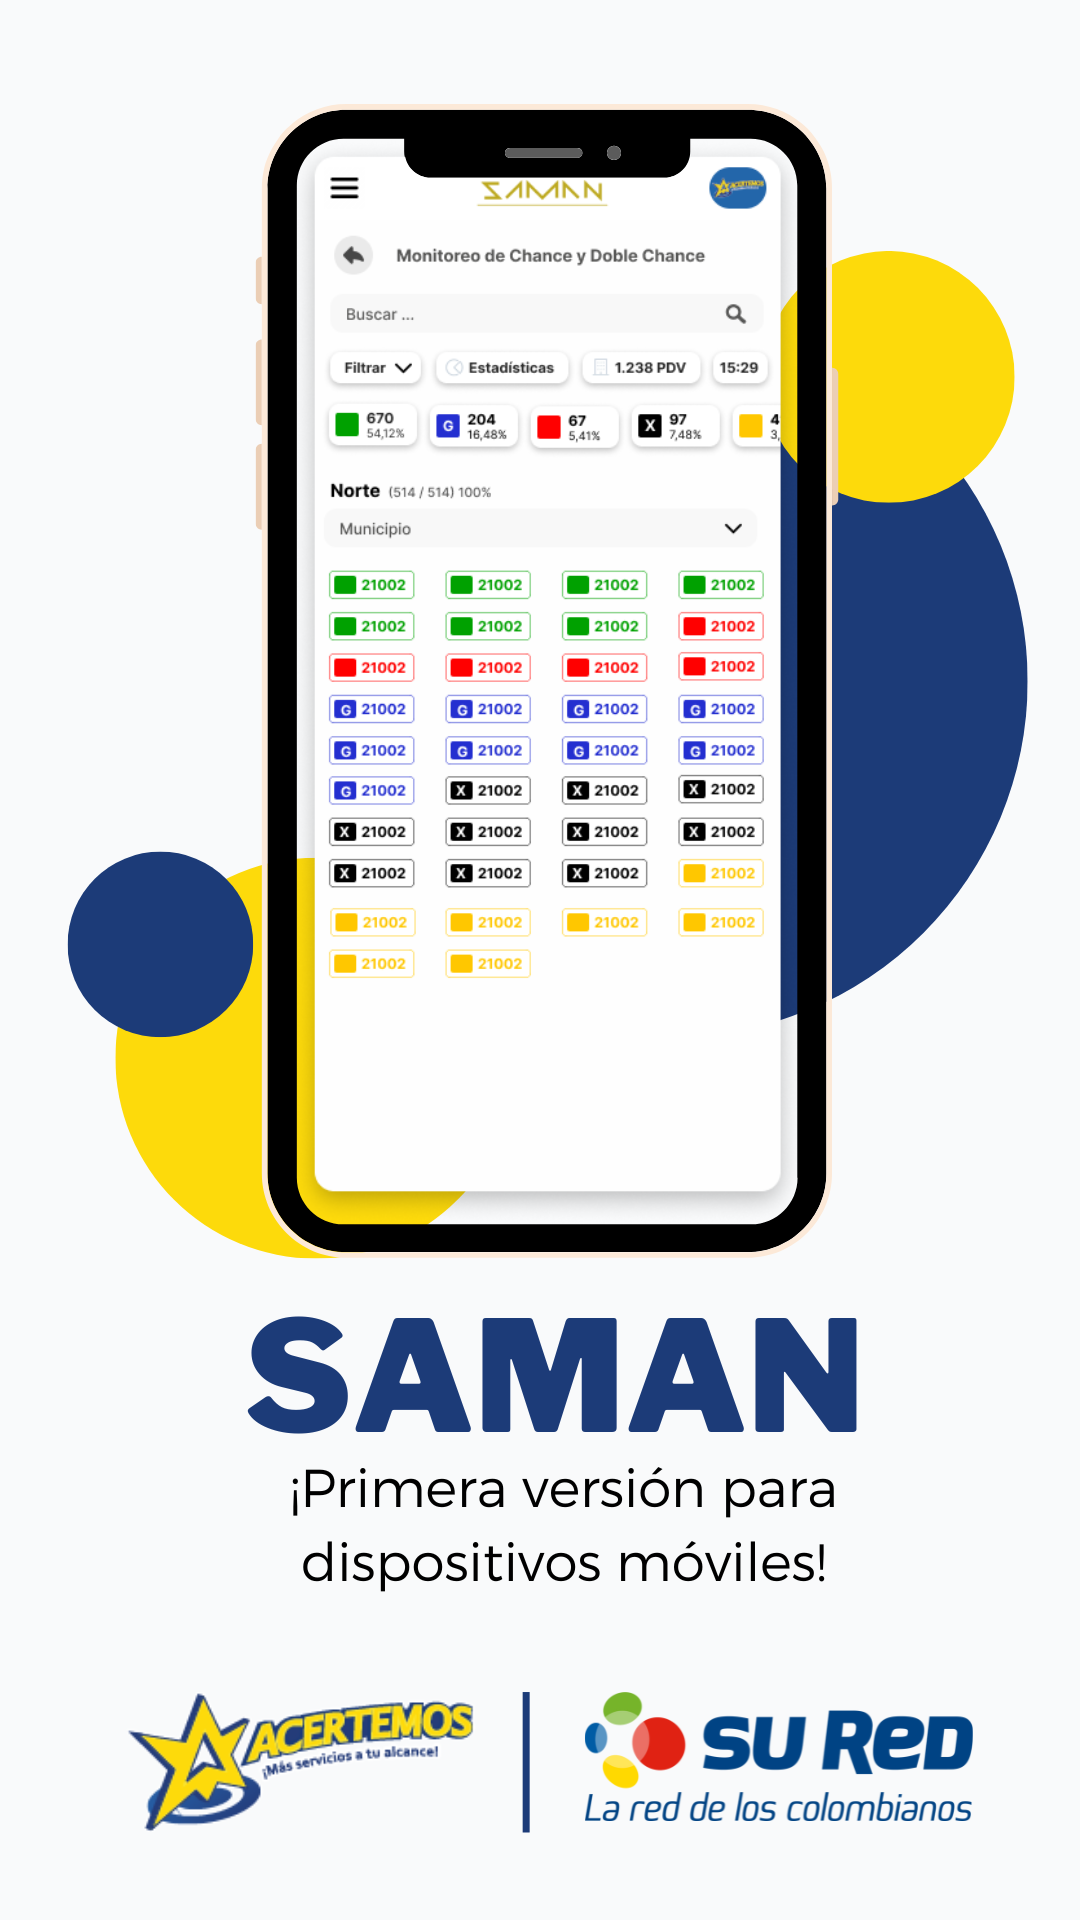 SAMAN
ACERTEMOS
Monitoreo de Chance y Doble Chance
Buscar ...
Filtrar Estadísticas 1.238 PDV 15:29
670 G 204 67 X 97 4
54,12% 16,48% 5,41% 7,48% 3,
Norte (514 / 514) 100%
Municipio
21002 21002 21002 21002
21002 21002 21002 21002
21002 21002 21002 21002
G 21002 G 21002 G 21002 G 21002
G 21002 G 21002 G 21002 G 21002
G 21002 X 21002 X 21002 X 21002
X 21002 X 21002 X 21002 X 21002
X 21002 X 21002 X 21002 21002
21002 21002 21002 21002
21002 21002
SAMAN
¡Primera versión para
dispositivos móviles!
ACERTEMOS
¡Más servicios a tu alcance!
su Red
La red de los colombianos